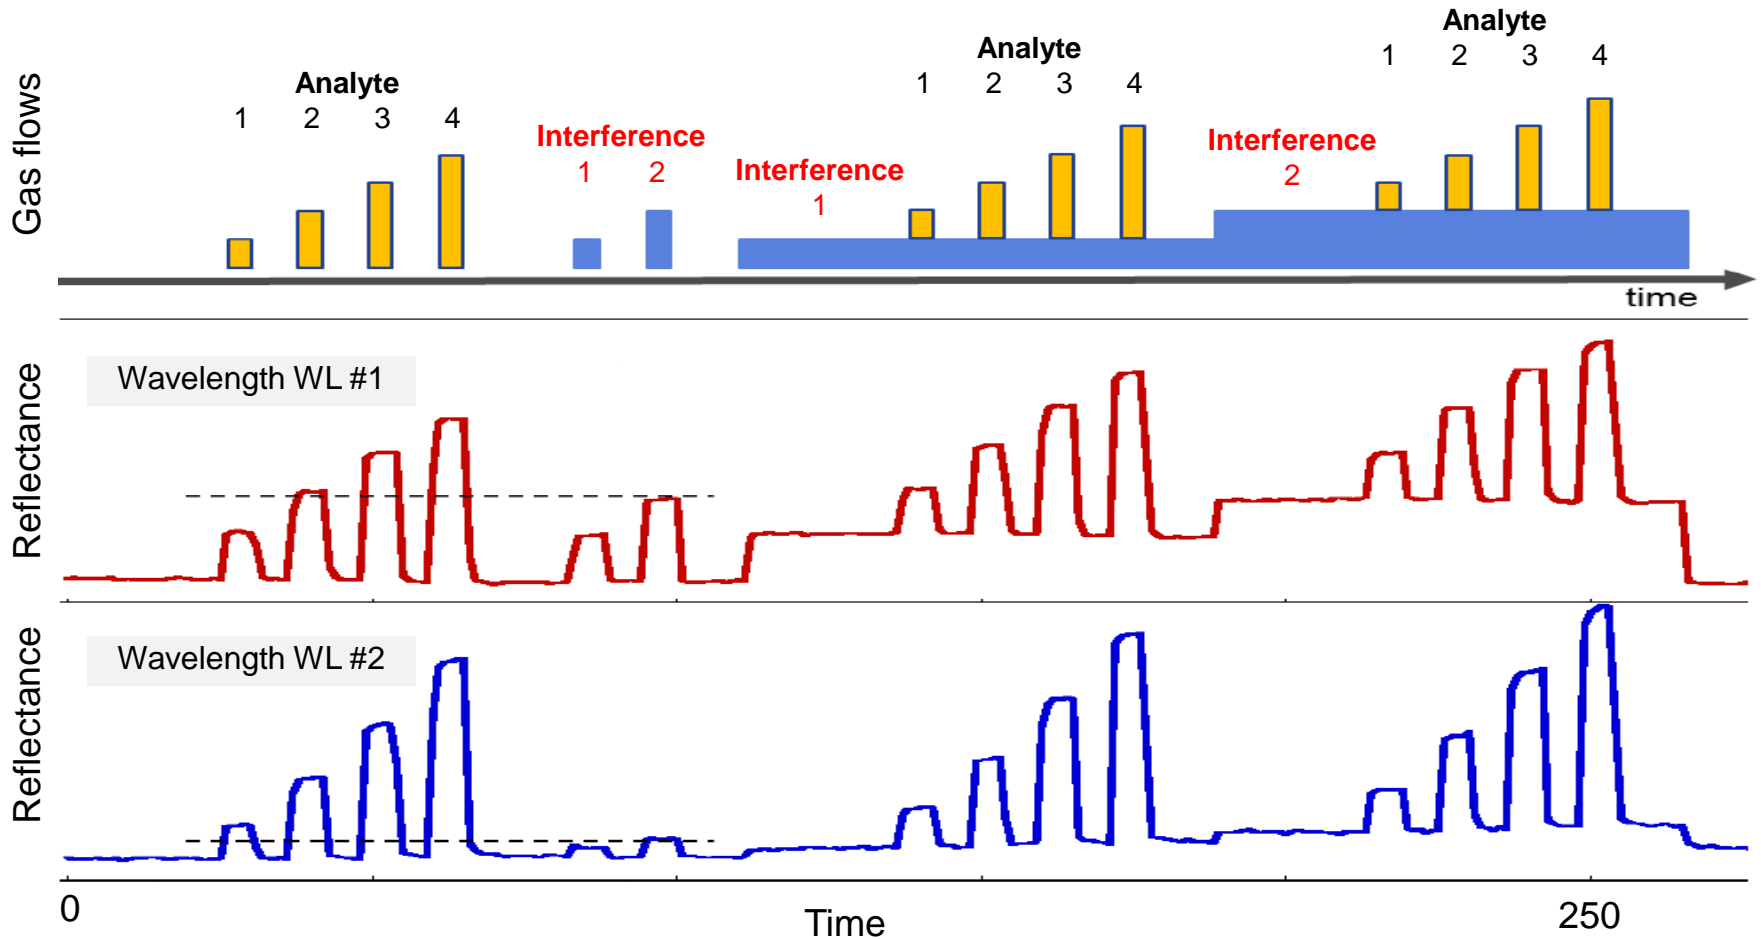 Analyte
1 2 3 4
Analyte
1 2 3 4
Analyte
1 2 3 4
Interference
1 2
Interference
1
Interference
2
Gas flows
time
Wavelength WL #1
Reflectance
Wavelength WL #2
Reflectance
0
Time
250